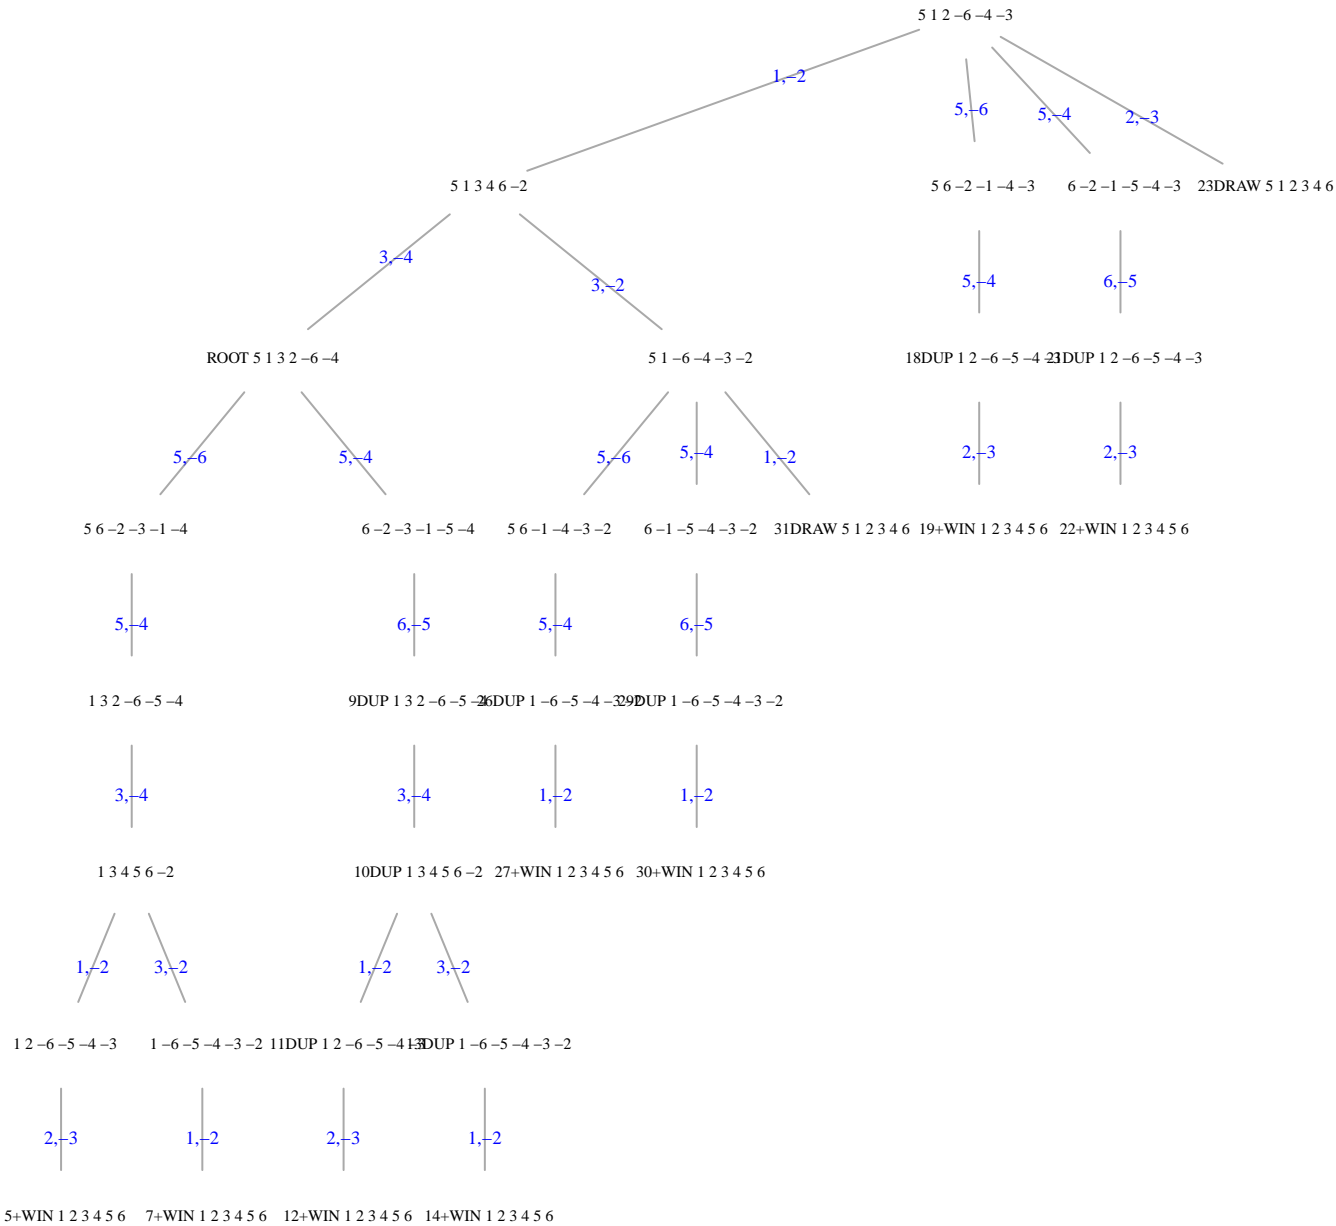 5 1 2 –6 –4 –3
1,–2
5,–6
5,–4
2,–3
5 1 3 4 6 –2
5 6 –2 –1 –4 –3
6 –2 –1 –5 –4 –3
23DRAW 5 1 2 3 4 6
3,–4
3,–2
5,–4
6,–5
ROOT 5 1 3 2 –6 –4
5 1 –6 –4 –3 –2
18DUP 1 2 –6 –5 –4 –3
21DUP 1 2 –6 –5 –4 –3
5,–6
5,–4
5,–6
5,–4
1,–2
2,–3
2,–3
5 6 –2 –3 –1 –4
6 –2 –3 –1 –5 –4
5 6 –1 –4 –3 –2
6 –1 –5 –4 –3 –2
31DRAW 5 1 2 3 4 6
19+WIN 1 2 3 4 5 6
22+WIN 1 2 3 4 5 6
5,–4
6,–5
5,–4
6,–5
1 3 2 –6 –5 –4
9DUP 1 3 2 –6 –5 –4
26DUP 1 –6 –5 –4 –3 –2
29DUP 1 –6 –5 –4 –3 –2
3,–4
3,–4
1,–2
1,–2
1 3 4 5 6 –2
10DUP 1 3 4 5 6 –2
27+WIN 1 2 3 4 5 6
30+WIN 1 2 3 4 5 6
1,–2
3,–2
1,–2
3,–2
1 2 –6 –5 –4 –3
1 –6 –5 –4 –3 –2
11DUP 1 2 –6 –5 –4 –3
13DUP 1 –6 –5 –4 –3 –2
2,–3
1,–2
2,–3
1,–2
5+WIN 1 2 3 4 5 6
7+WIN 1 2 3 4 5 6
12+WIN 1 2 3 4 5 6
14+WIN 1 2 3 4 5 6